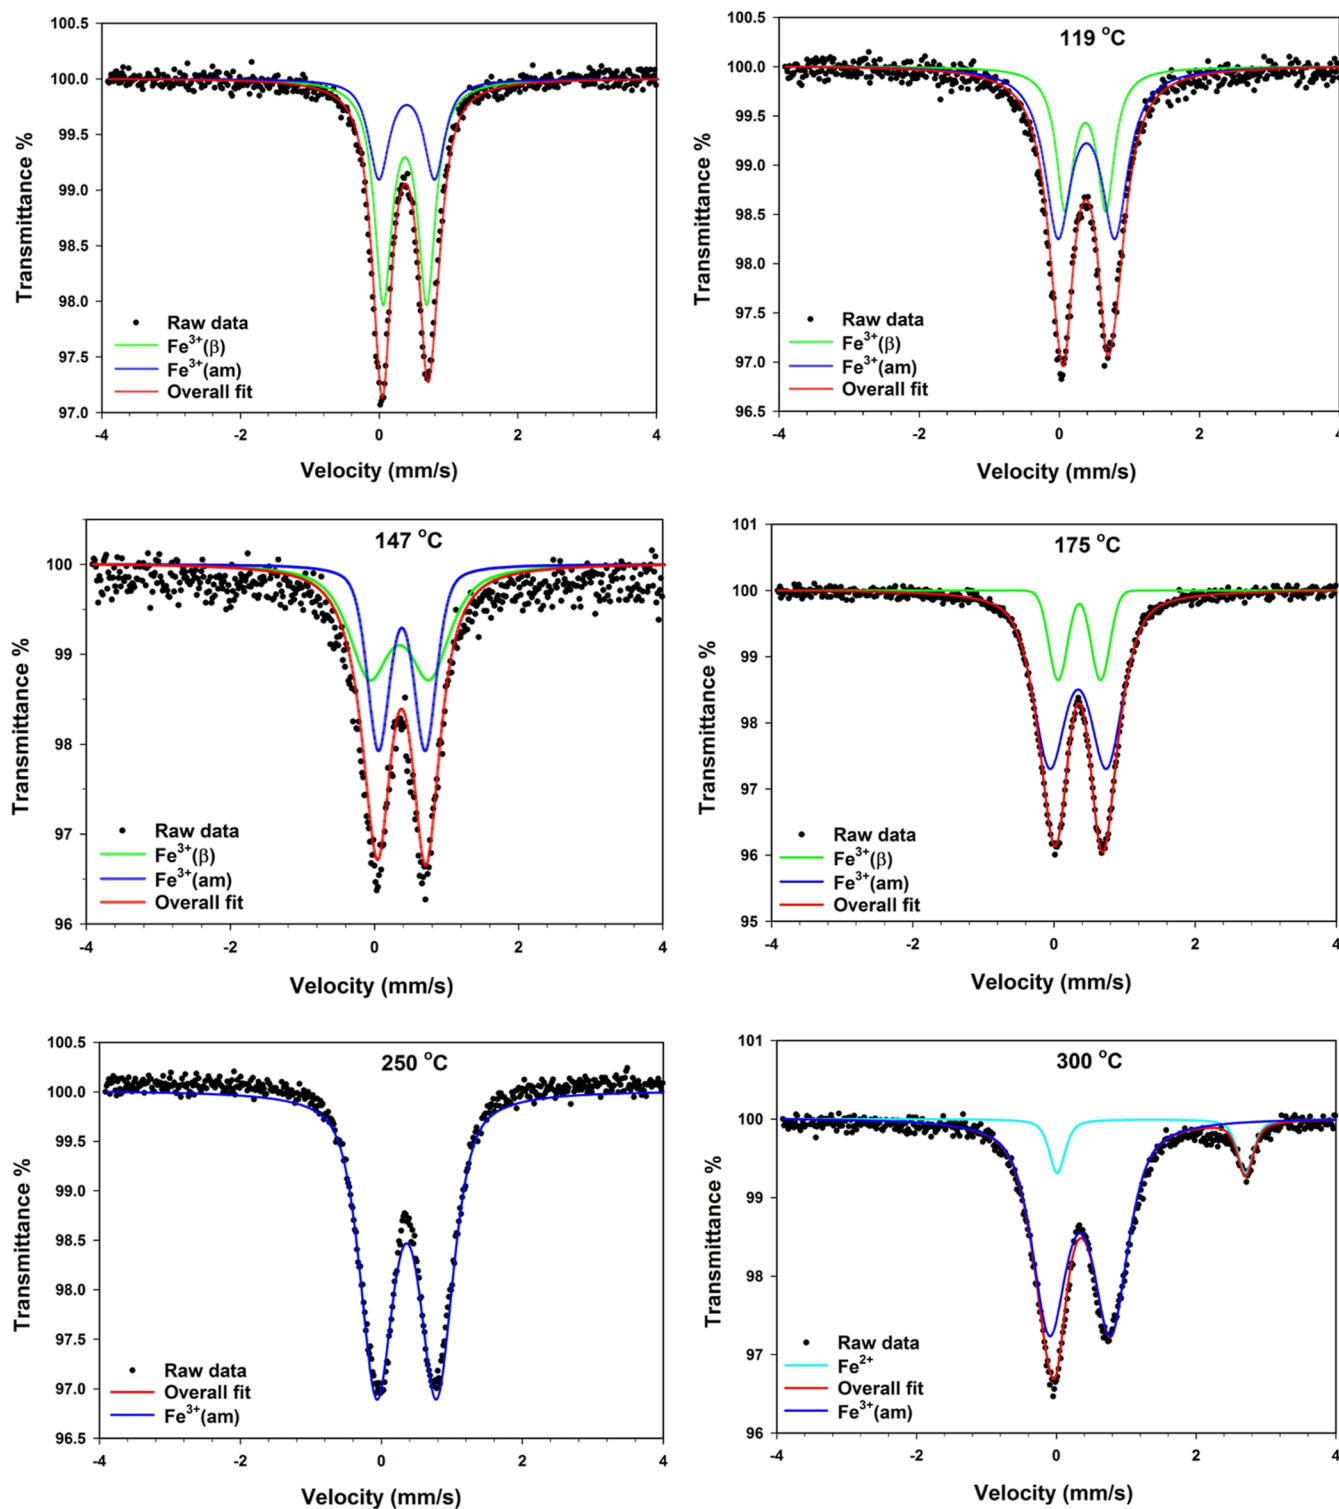 100.5
100.0
99.5
99.0
98.5
98.0
97.5
97.0
Transmittance %
Raw data
Fe³⁺(β)
Fe³⁺(am)
Overall fit
-4 -2 0 2 4
Velocity (mm/s)
119 °C
100.5
100.0
99.5
99.0
98.5
98.0
97.5
97.0
96.5
Transmittance %
Raw data
Fe³⁺(β)
Fe³⁺(am)
Overall fit
-4 -2 0 2 4
Velocity (mm/s)
147 °C
100
99
98
97
96
Transmittance %
Raw data
Fe³⁺(β)
Fe³⁺(am)
Overall fit
-4 -2 0 2 4
Velocity (mm/s)
175 °C
101
100
99
98
97
96
95
Transmittance %
Raw data
Fe³⁺(β)
Fe³⁺(am)
Overall fit
-4 -2 0 2 4
Velocity (mm/s)
250 °C
100.5
100.0
99.5
99.0
98.5
98.0
97.5
97.0
96.5
Transmittance %
Raw data
Overall fit
Fe³⁺(am)
-4 -2 0 2 4
Velocity (mm/s)
300 °C
101
100
99
98
97
96
Transmittance %
Raw data
Fe²⁺
Overall fit
Fe³⁺(am)
-4 -2 0 2 4
Velocity (mm/s)